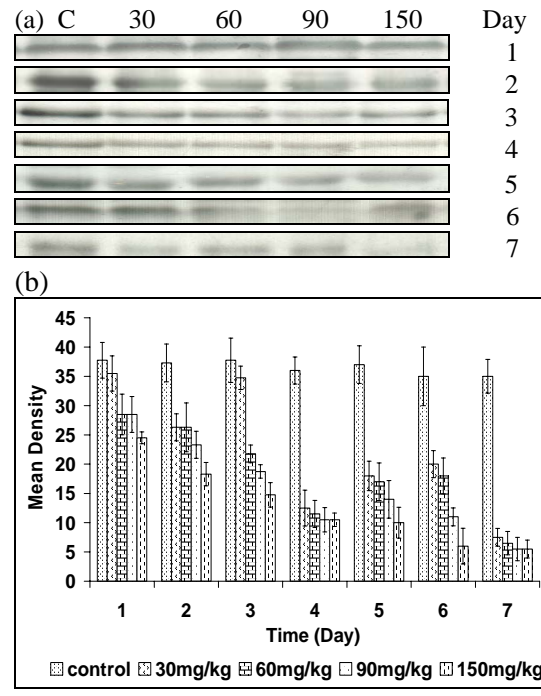 (a) C 30 60 90 150 Day
1
2
3
4
5
6
7
(b)
45
40
35
30
25
20
15
10
5
0
Mean Density
1 2 3 4 5 6 7
Time (Day)
control 30mg/kg 60mg/kg 90mg/kg 150mg/kg